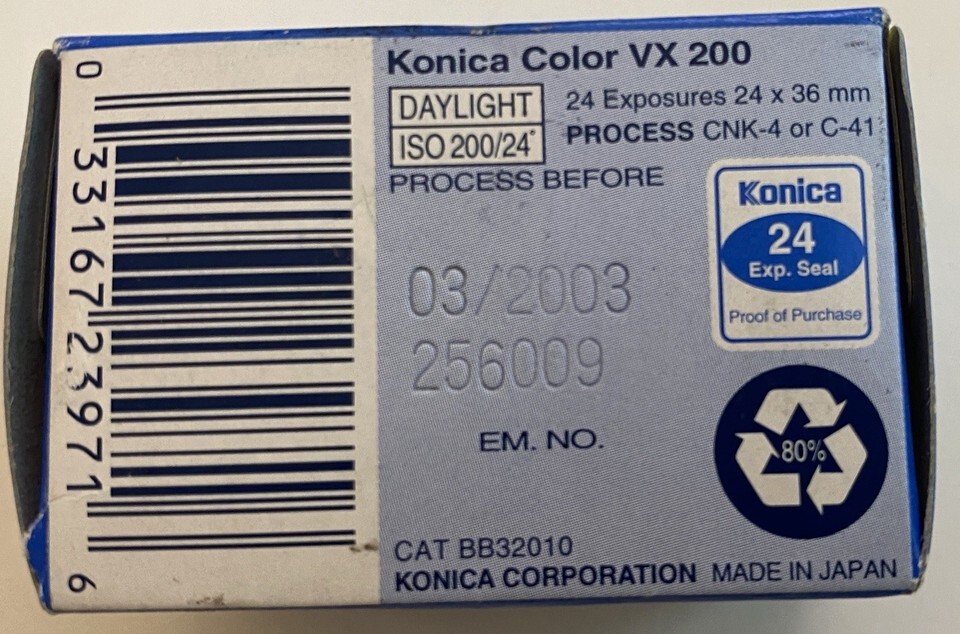 0 33167 23971 6
Konica Color VX 200
DAYLIGHT
ISO 200/24°
24 Exposures 24 x 36 mm
PROCESS CNK-4 or C-41
PROCESS BEFORE
03/2003
256009
EM. NO.
Konica
24
Exp. Seal
Proof of Purchase
80%
CAT BB32010
KONICA CORPORATION MADE IN JAPAN